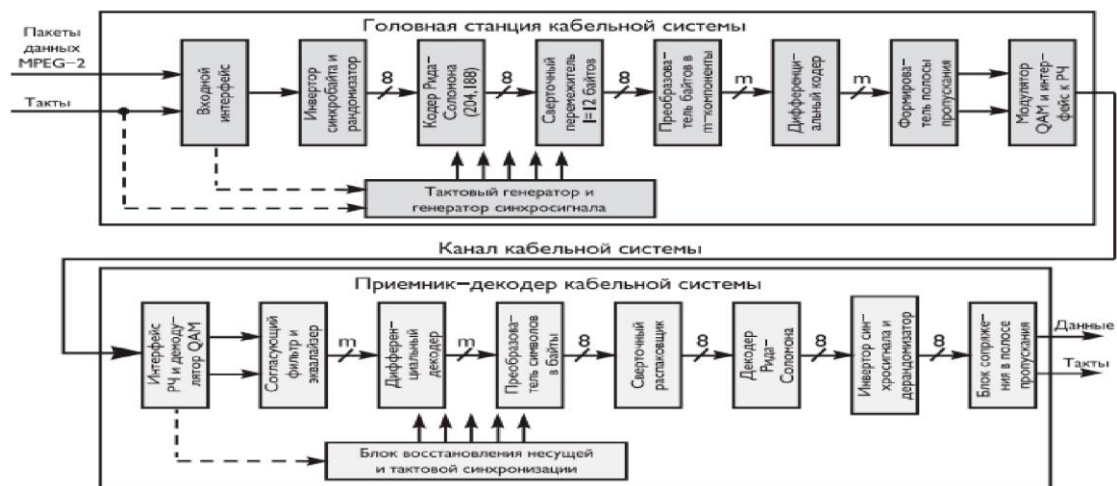 Головная станция кабельной системы
Пакеты
данных
MPEG-2
Такты
Входной
интерфейс
Инвертор
синхробайта и
рандомизатор
8
Кодер Рида-
Соломона
(204,188)
8
Сверточный
перемежитель
I=12 байтов
8
Преобразова-
тель байтов в
m-компоненты
m
Дифференци-
альный кодер
m
Формирова-
тель полосы
пропускания
Модулятор
QAM и интер-
фейс к РЧ
Тактовый генератор и
генератор синхросигнала
Канал кабельной системы
Приемник-декодер кабельной системы
Интерфейс
РЧ и демоду-
лятор QAM
Согласующий
фильтр и
эквалайзер
m
Дифферен-
циальный
декодер
m
Преобразова-
тель символов
в байты
8
Сверточный
распаковщик
8
Декодер
Рида-
Соломона
8
Инвертор син-
хросигнала и
дерандомизатор
8
Блок сопряже-
ния в полосе
пропускания
Данные
Такты
Блок восстановления несущей
и тактовой синхронизации